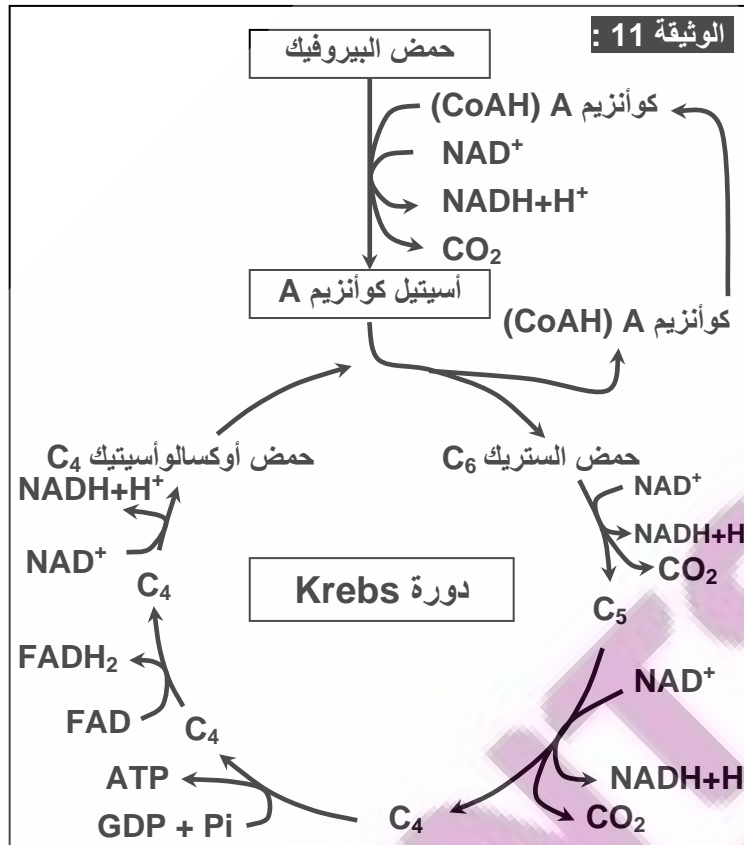 الوثيقة 11 :
حمض البيروفيك
كوأنزيم A (CoAH)
NAD⁺
NADH+H⁺
CO₂
أسيتيل كوأنزيم A
كوأنزيم A (CoAH)
حمض أوكسالوأسيتيك C₄
حمض الستريك C₆
NADH+H⁺
NAD⁺
NAD⁺
NADH+H
CO₂
دورة Krebs
C₄
C₅
FADH₂
FAD
C₄
NAD⁺
NADH+H
CO₂
ATP
GDP + Pi
C₄